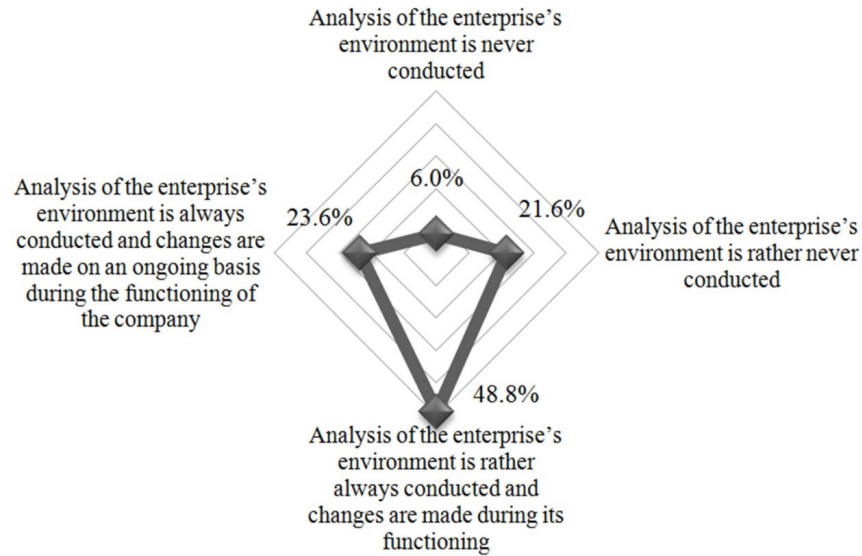 Analysis of the enterprise's
environment is never
conducted
6.0%
21.6%
Analysis of the enterprise's
environment is rather never
conducted
48.8%
Analysis of the enterprise's
environment is rather
always conducted and
changes are made during its
functioning
23.6%
Analysis of the enterprise's
environment is always
conducted and changes are
made on an ongoing basis
during the functioning of
the company